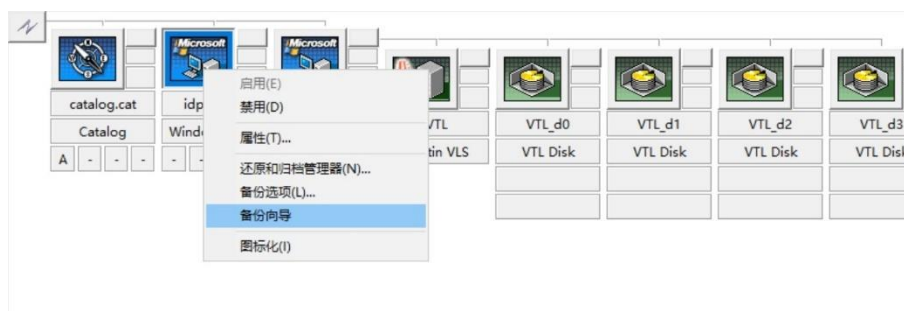 Microsoft
Microsoft
catalog.cat
idp
VTL
VTL_d0
VTL_d1
VTL_d2
VTL_d3
Catalog
Windo
tin VLS
VTL Disk
VTL Disk
VTL Disk
VTL Disk
A - - -
- -
启用(E)
禁用(D)
属性(T)...
还原和归档管理器(N)...
备份选项(L)...
备份向导
图标化(I)